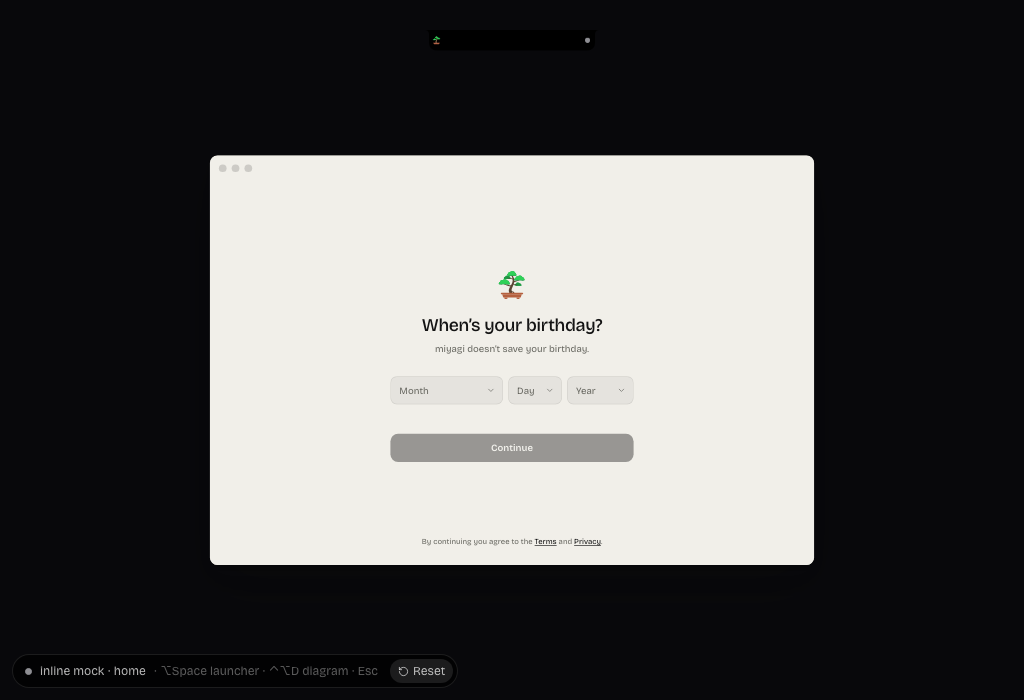 When's your birthday?
miyagi doesn't save your birthday.
Month Day Year
Continue
By continuing you agree to the Terms and Privacy.
inline mock · home · ⌥Space launcher · ^⌥D diagram · Esc Reset